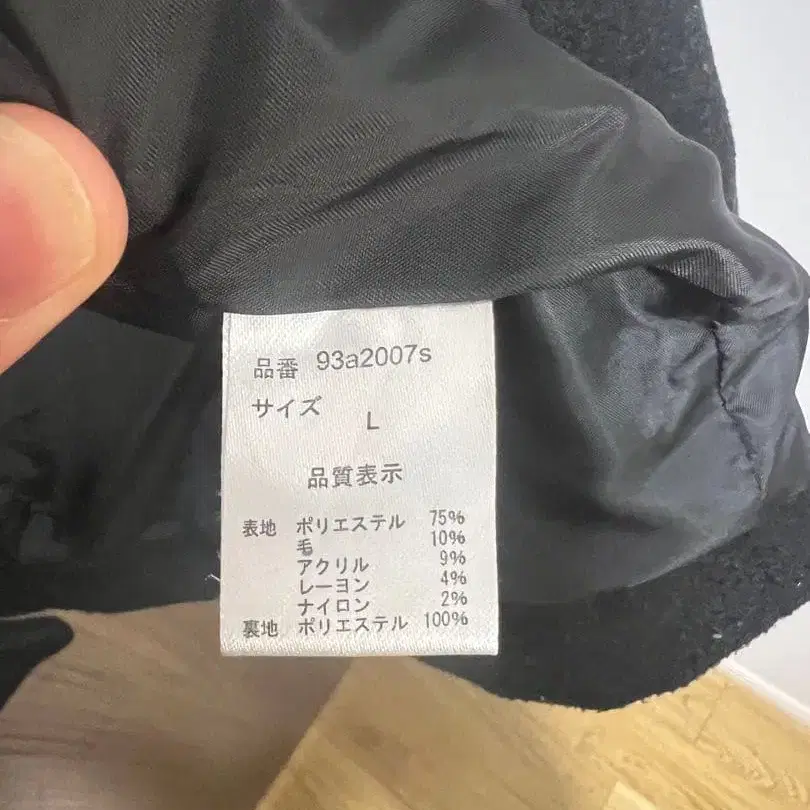 品番 93a2007s
サイズ L
品質表示
表地 ポリエステル 75%
毛 10%
アクリル 9%
レーヨン 4%
ナイロン 2%
裏地 ポリエステル 100%